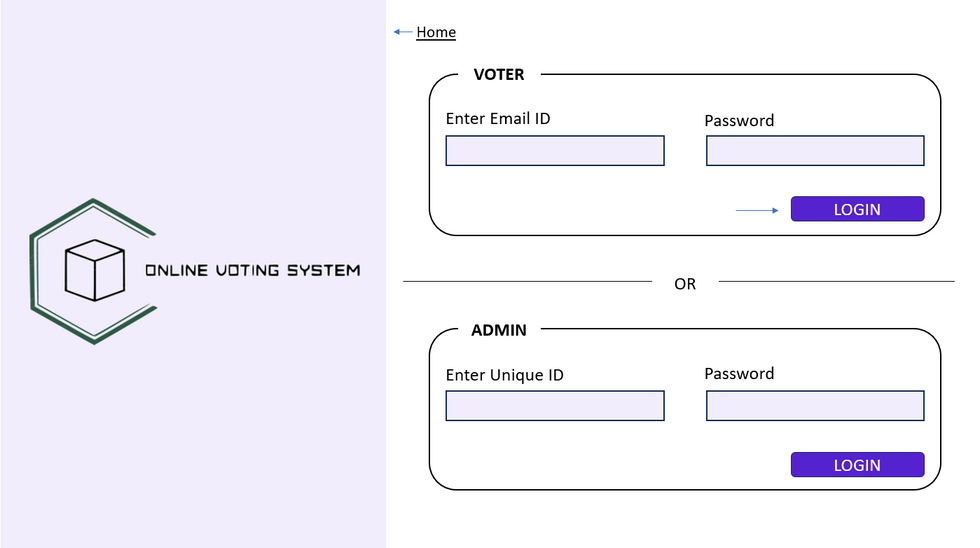 Home
VOTER
Enter Email ID
Password
LOGIN
ONLINE VOTING SYSTEM
OR
ADMIN
Enter Unique ID
Password
LOGIN